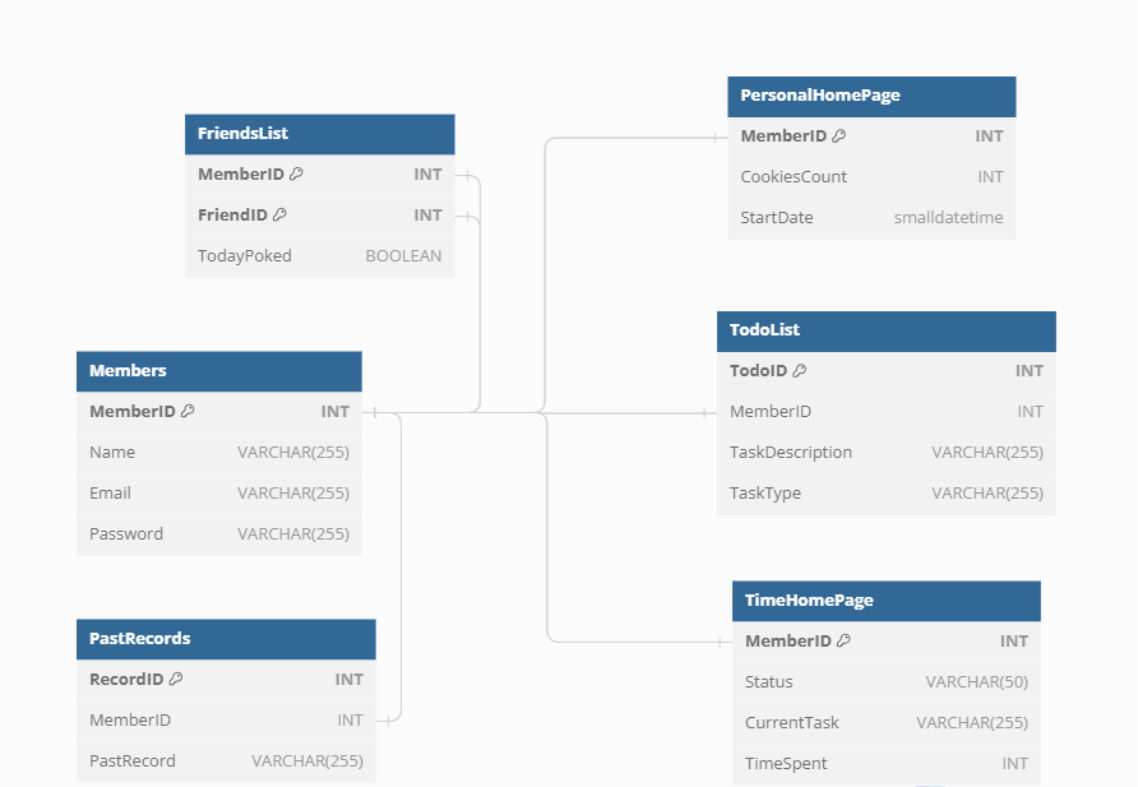 FriendsList
MemberID INT
FriendID INT
TodayPoked BOOLEAN
Members
MemberID INT
Name VARCHAR(255)
Email VARCHAR(255)
Password VARCHAR(255)
PastRecords
RecordID INT
MemberID INT
PastRecord VARCHAR(255)
PersonalHomePage
MemberID INT
CookiesCount INT
StartDate smalldatetime
TodoList
TodoID INT
MemberID INT
TaskDescription VARCHAR(255)
TaskType VARCHAR(255)
TimeHomePage
MemberID INT
Status VARCHAR(50)
CurrentTask VARCHAR(255)
TimeSpent INT